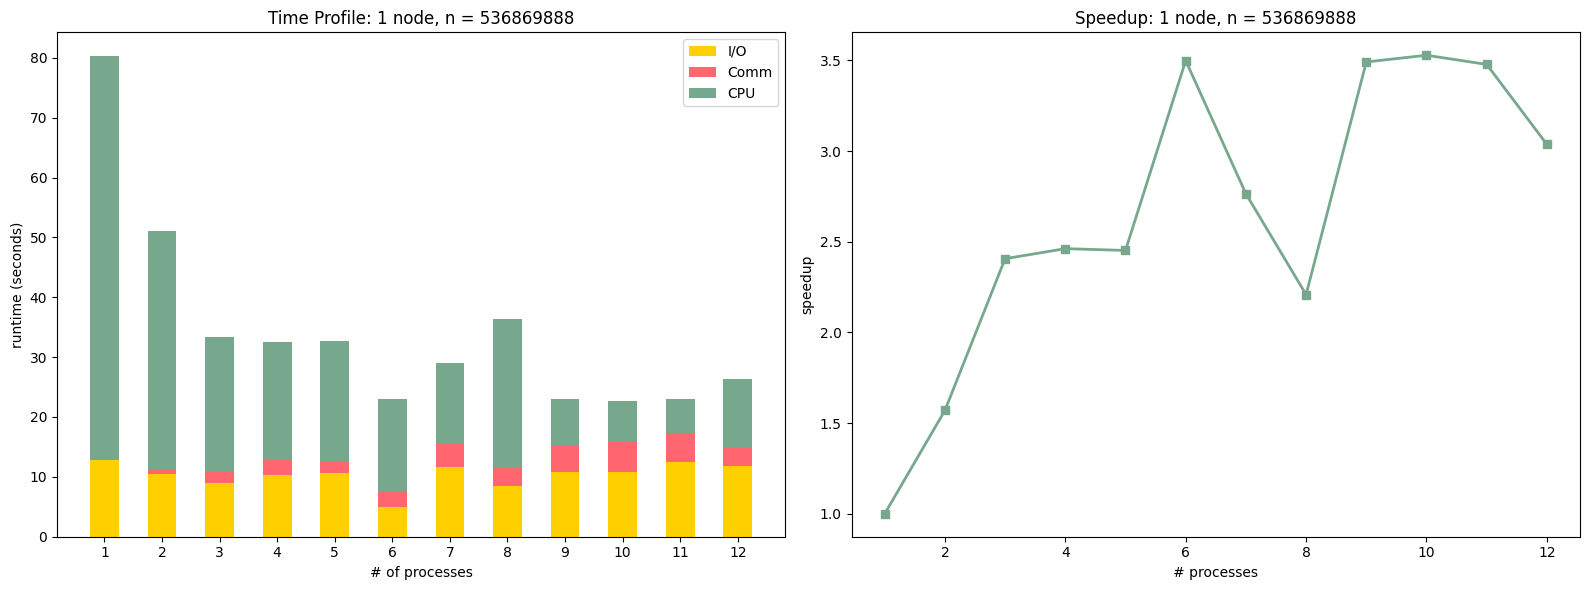 Time Profile: 1 node, n = 536869888
I/O
Comm
CPU
runtime (seconds)
80
70
60
50
40
30
20
10
0
1 2 3 4 5 6 7 8 9 10 11 12
# of processes
Speedup: 1 node, n = 536869888
speedup
3.5
3.0
2.5
2.0
1.5
1.0
2 4 6 8 10 12
# processes